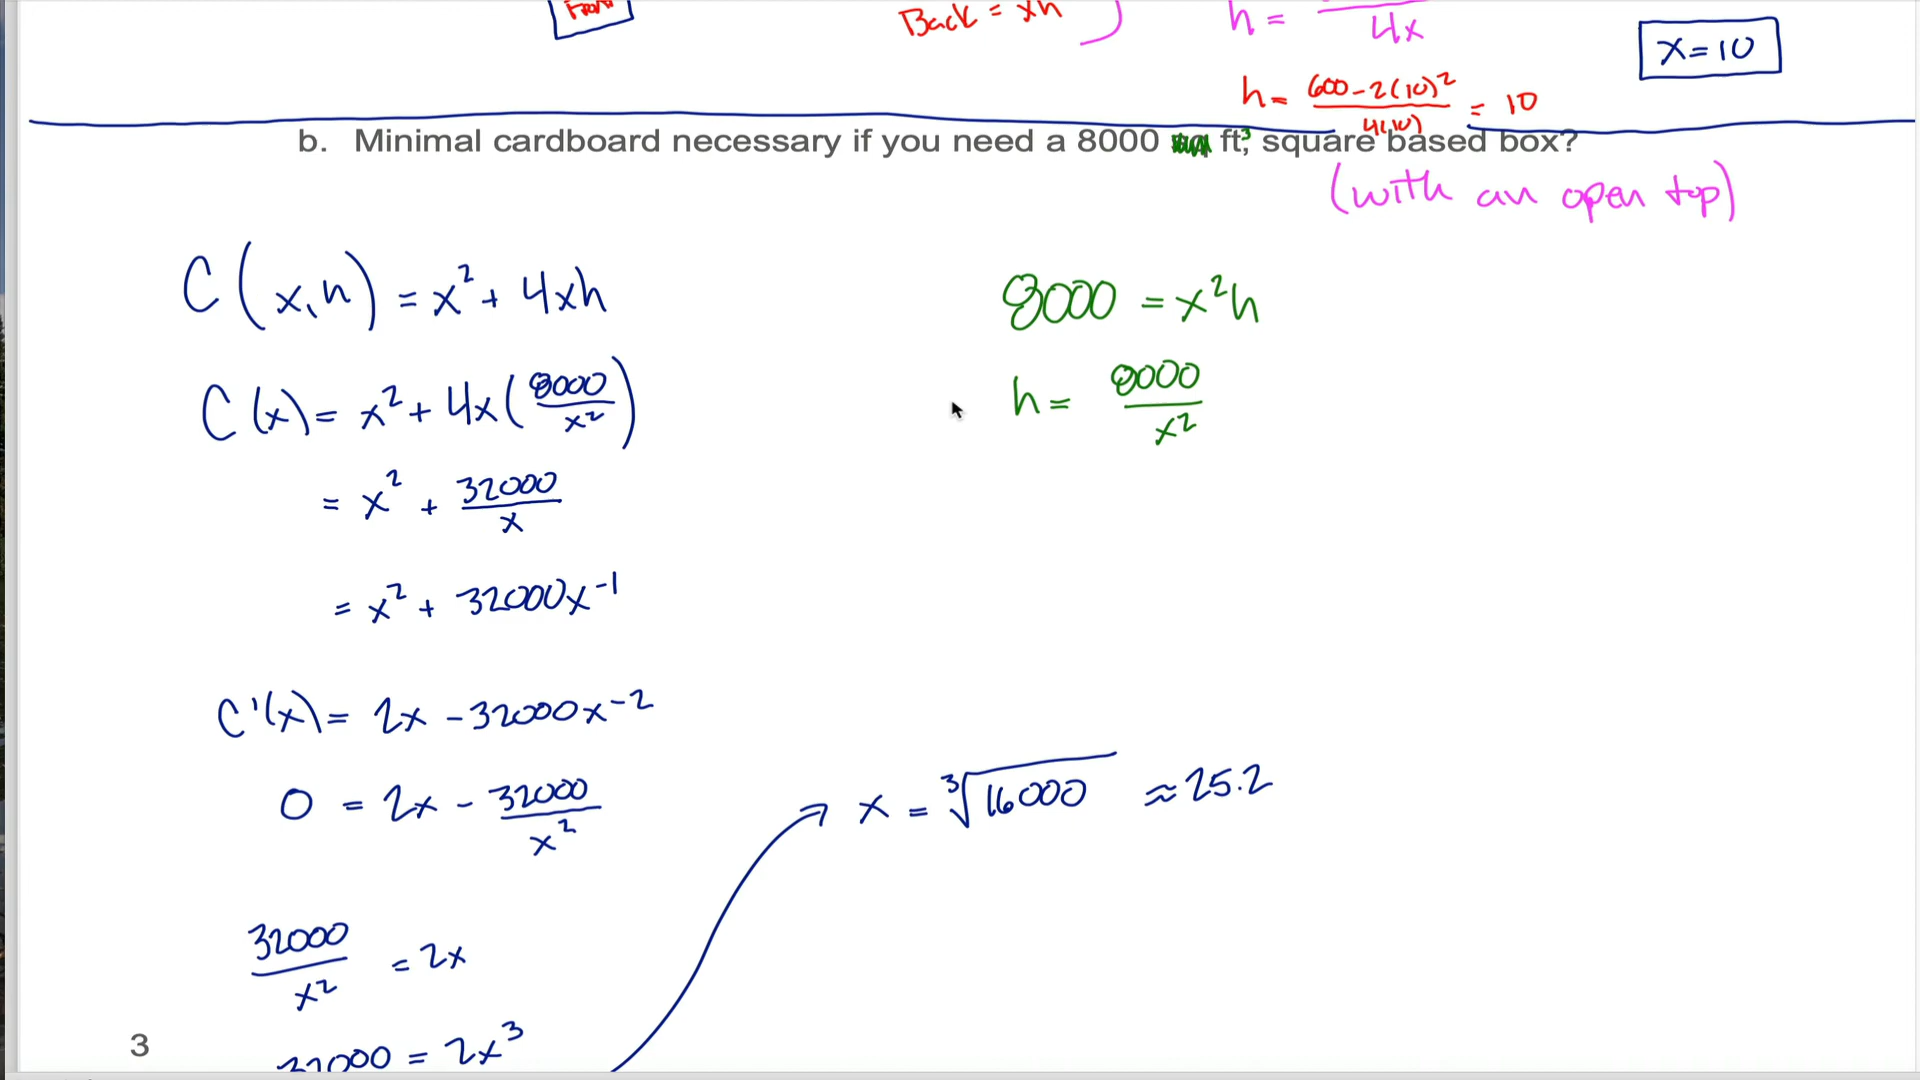 Front
Back = xh
h = 4x
x = 10
h = 600 - 2(10)² / 4(10) = 10
b. Minimal cardboard necessary if you need a 8000 ft³, square based box?
(with an open top)
C(x,h) = x² + 4xh
8000 = x²h
C(x) = x² + 4x(8000/x²)
h = 8000/x²
= x² + 32000/x
= x² + 32000x⁻¹
C'(x) = 2x - 32000x⁻²
0 = 2x - 32000/x²
x = ³√16000 ≈ 25.2
32000/x² = 2x
32000 = 2x³
3